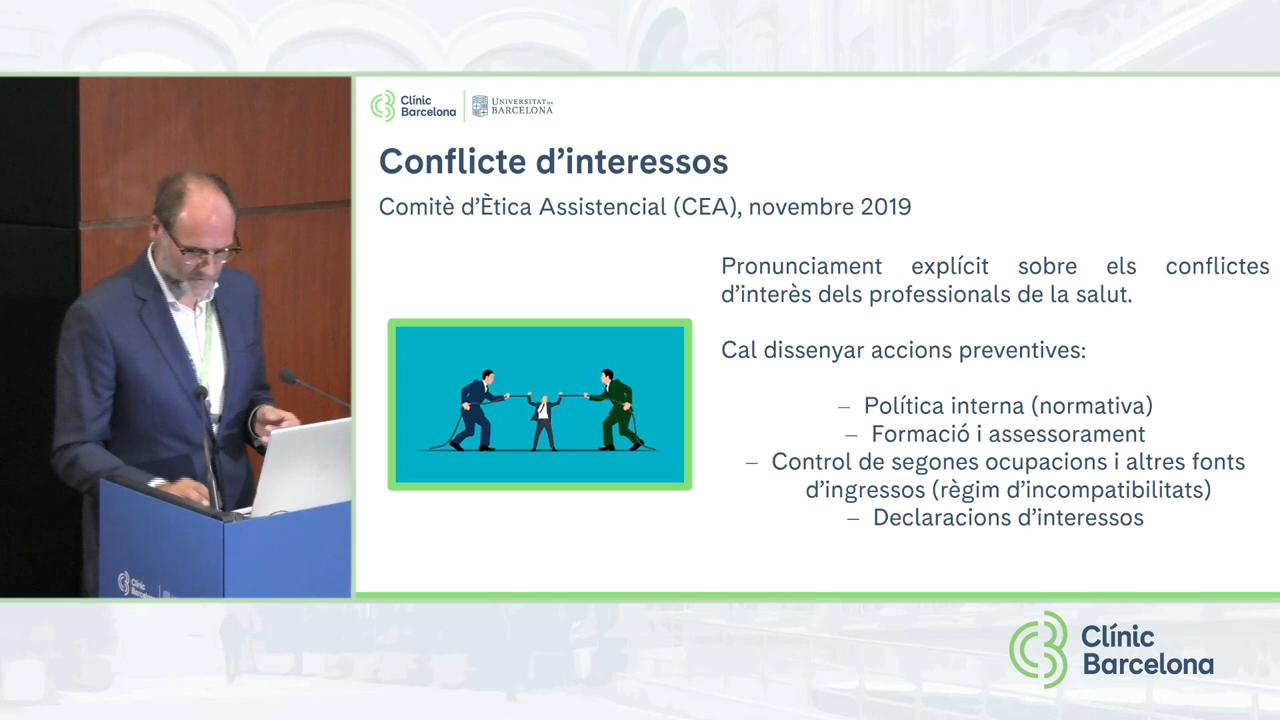 Clínic
Barcelona
UNIVERSITAT DE
BARCELONA
Conflicte d’interessos
Comitè d’Ètica Assistencial (CEA), novembre 2019
Pronunciament explícit sobre els conflictes
d’interès dels professionals de la salut.
Cal dissenyar accions preventives:
– Política interna (normativa)
– Formació i assessorament
– Control de segones ocupacions i altres fonts
d’ingressos (règim d’incompatibilitats)
– Declaracions d’interessos
Clínic
Barcelona
Clínic
Barcelona